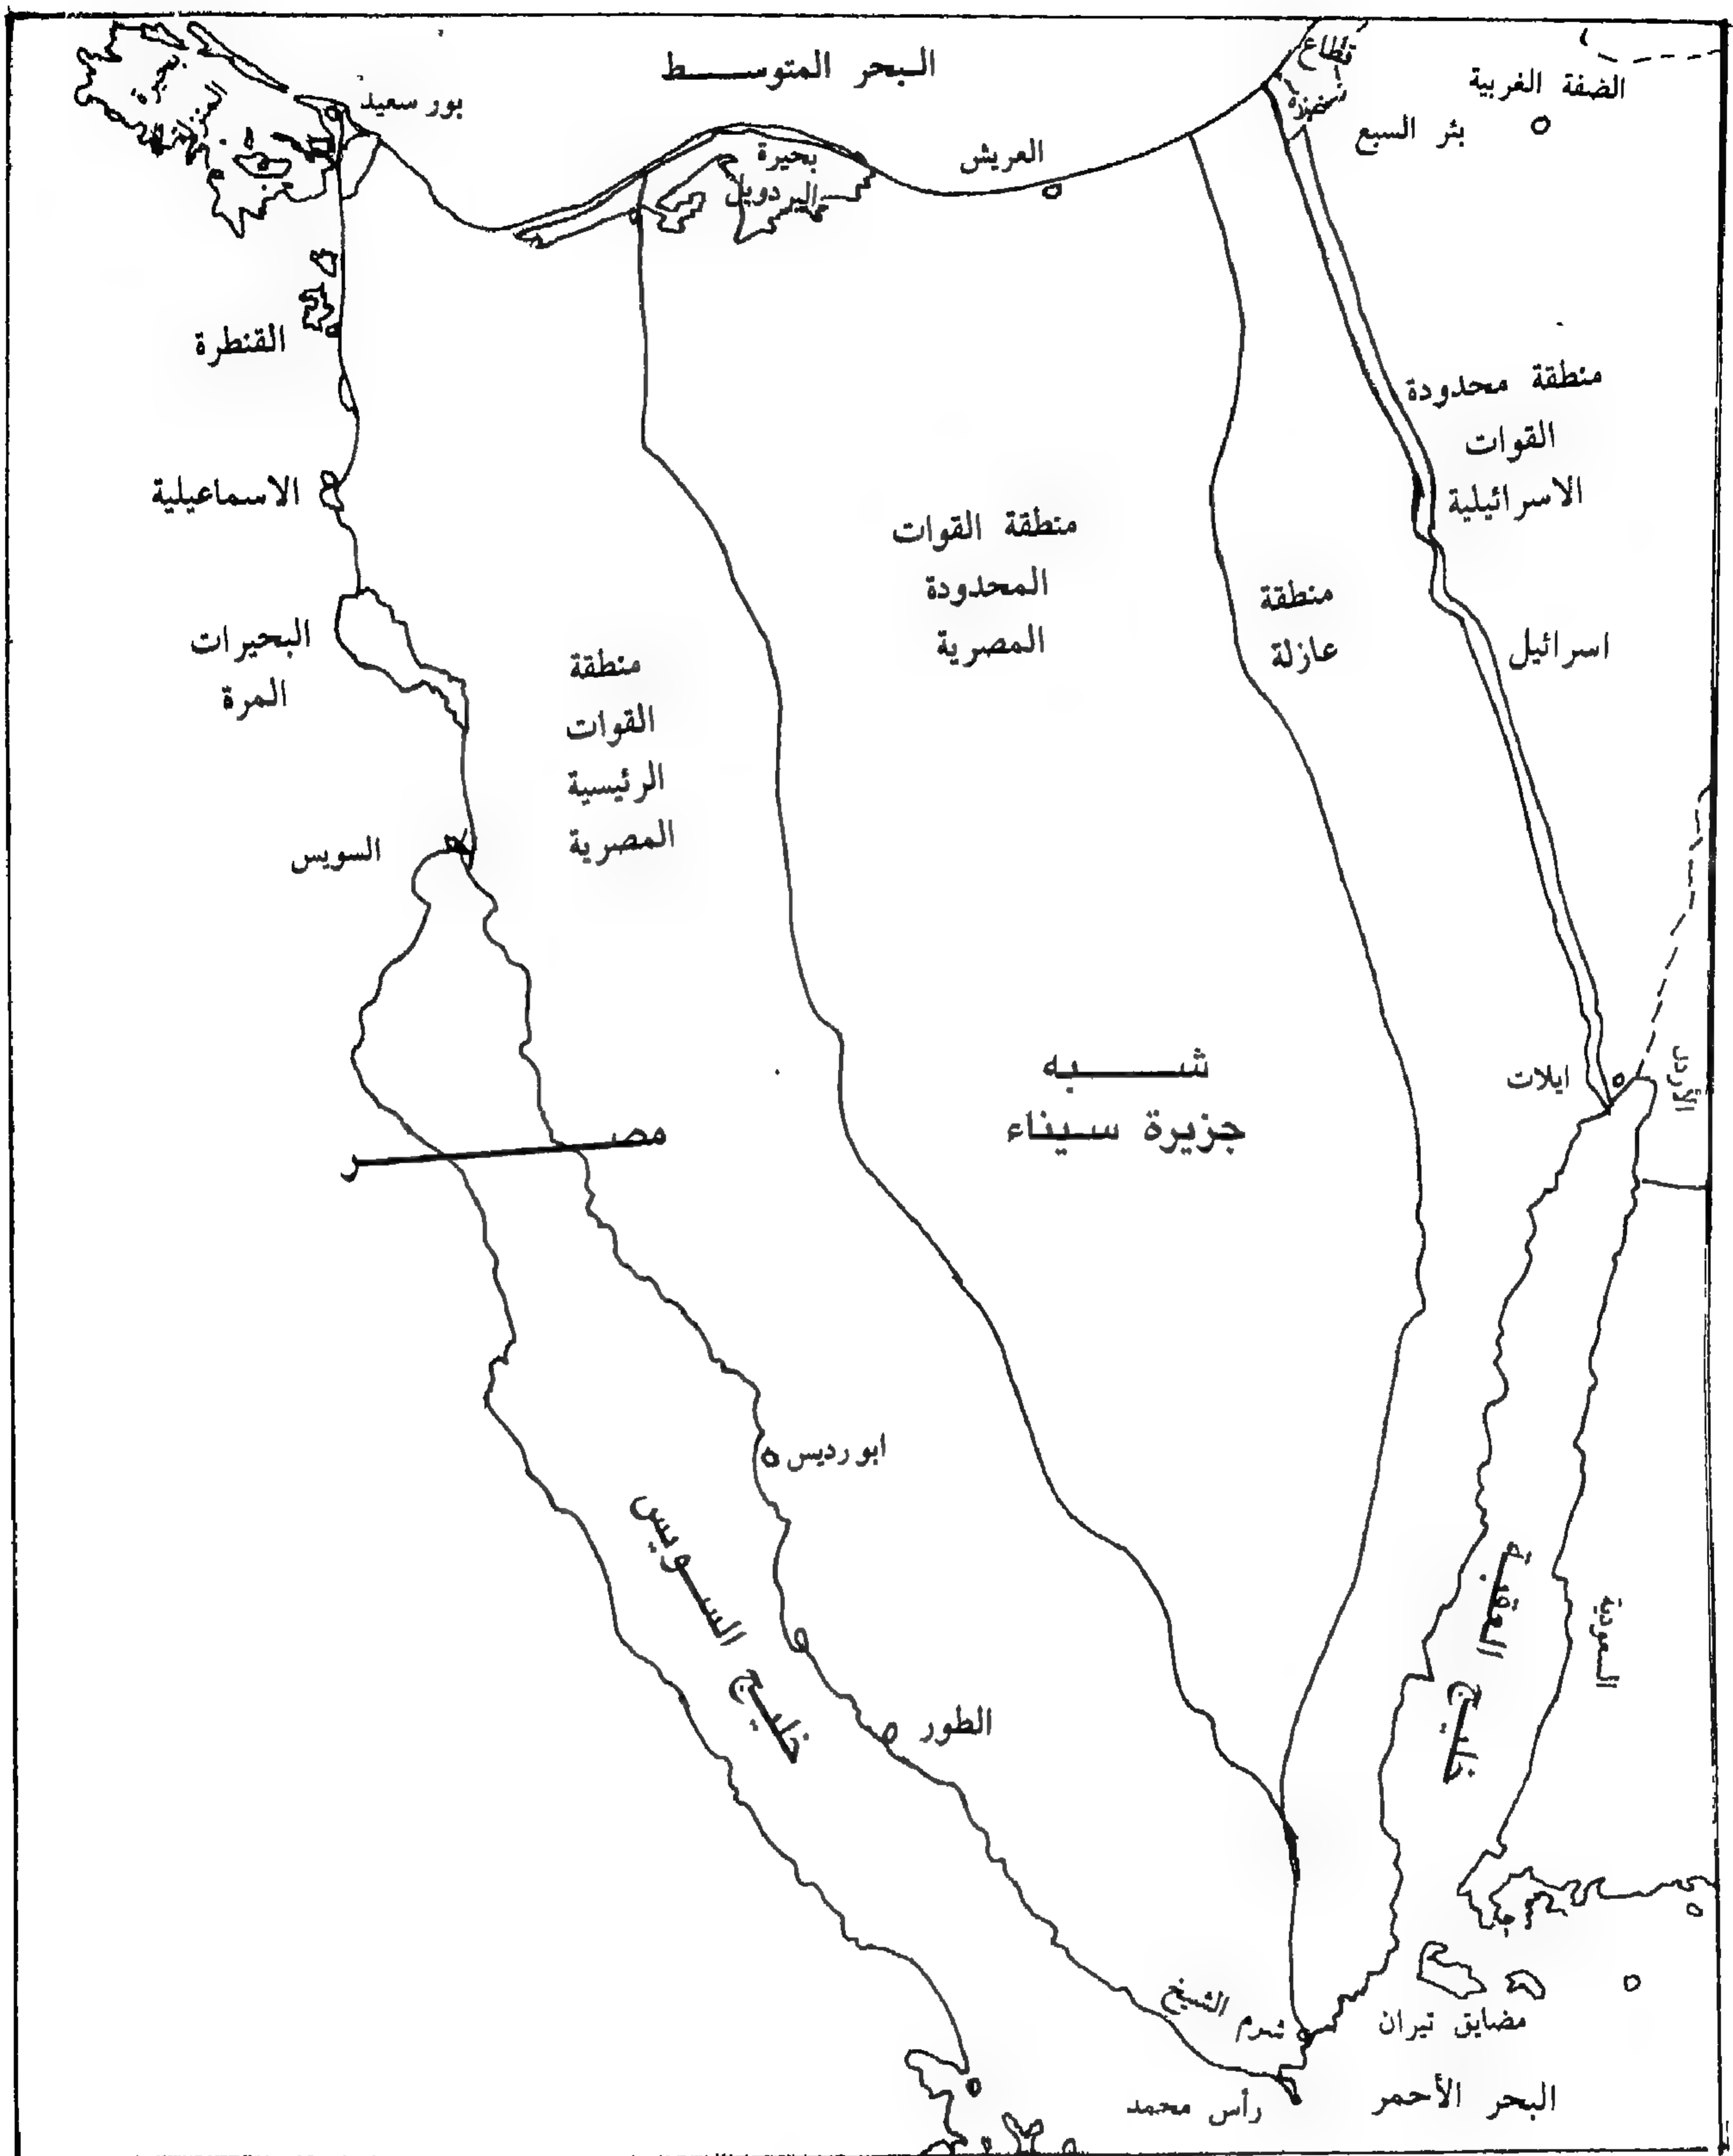 البحر المتوسط
قطاع
غزة
الضفة الغربية
بئر السبع
بور سعيد
العريش
بحيرة
البردويل
القنطرة
منطقة محدودة
القوات
الاسرائيلية
الاسماعيلية
منطقة القوات
المحدودة
المصرية
منطقة
عازلة
اسرائيل
البحيرات
المرة
منطقة
القوات
الرئيسية
المصرية
السويس
شبه
جزيرة سيناء
ايلات
الأردن
مصر
ابو رديس
خليج السويس
خليج العقبة
السعودية
الطور
شرم الشيخ
مضايق تيران
رأس محمد
البحر الأحمر